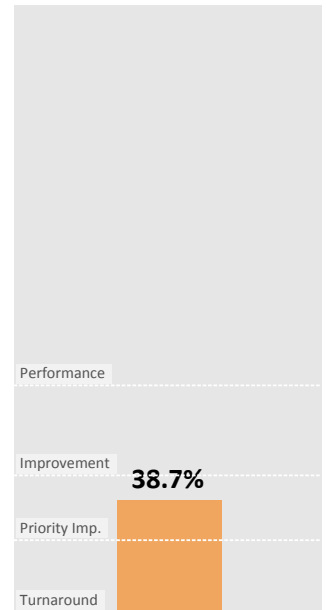 Performance
Improvement
38.7%
Priority Imp.
Turnaround